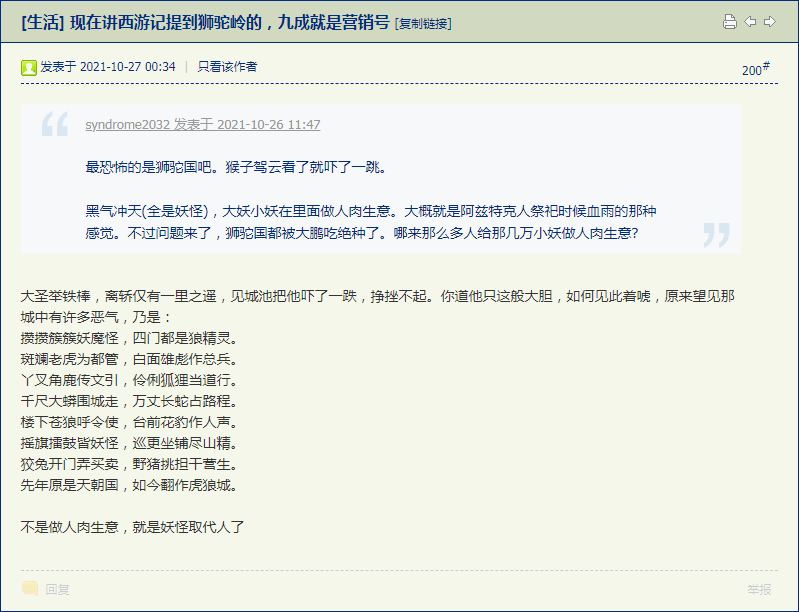 [生活] 现在讲西游记提到狮驼岭的，九成就是营销号 [复制链接]
发表于 2021-10-27 00:34 | 只看该作者
200#
syndrome2032 发表于 2021-10-26 11:47
最恐怖的是狮驼国吧。猴子驾云看了就吓了一跳。
黑气冲天(全是妖怪)，大妖小妖在里面做人肉生意。大概就是阿兹特克人祭祀时候血雨的那种
感觉。不过问题来了，狮驼国都被大鹏吃绝种了。哪来那么多人给那几万小妖做人肉生意？
大圣举铁棒，离轿仅有一里之遥，见城池把他吓了一跌，挣挫不起。你道他只这般大胆，如何见此着唬，原来望见那
城中有许多恶气，乃是：
攒攒簇簇妖魔怪，四门都是狼精灵。
斑斓老虎为都管，白面雄彪作总兵。
丫叉角鹿传文引，伶俐狐狸当道行。
千尺大蟒围城走，万丈长蛇占路程。
楼下苍狼呼令使，台前花豹作人声。
摇旗擂鼓皆妖怪，巡更坐铺尽山精。
狡兔开门弄买卖，野猪挑担干营生。
先年原是天朝国，如今翻作虎狼城。
不是做人肉生意，就是妖怪取代人了
回复
举报